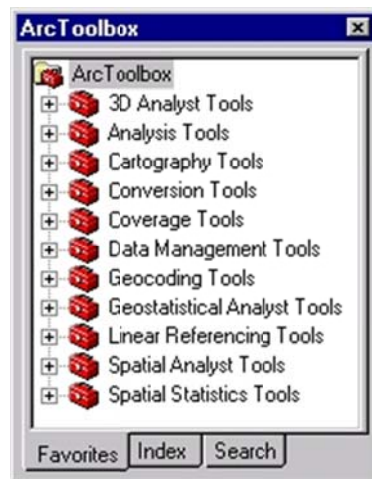 ArcToolbox
ArcToolbox
3D Analyst Tools
Analysis Tools
Cartography Tools
Conversion Tools
Coverage Tools
Data Management Tools
Geocoding Tools
Geostatistical Analyst Tools
Linear Referencing Tools
Spatial Analyst Tools
Spatial Statistics Tools
Favorites Index Search